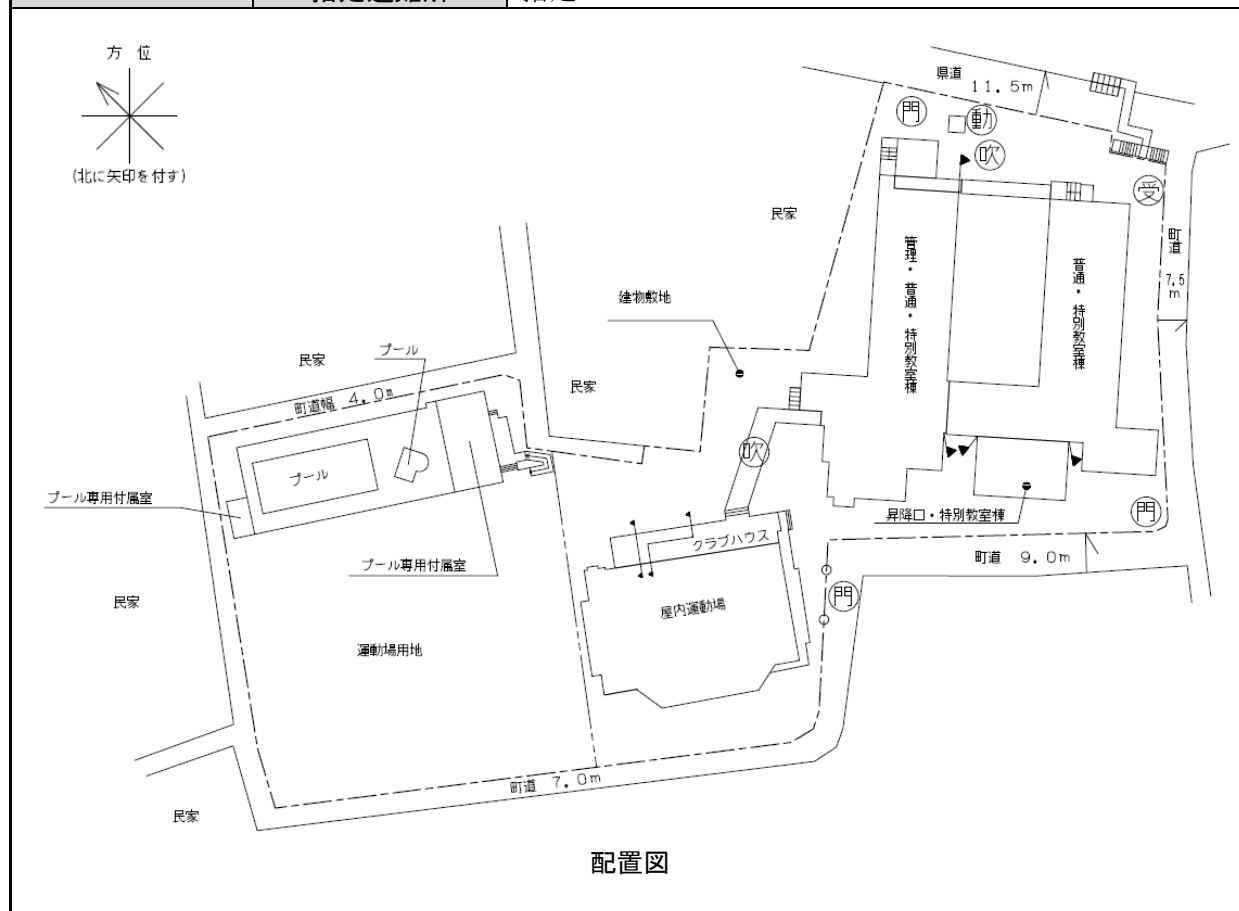 指定避難所
指定
方 位
(北に矢印を付す)
県道 11.5m
門
動
吹
受
民家
町道 7.5m
管理・普通・特別教室棟
普通・特別教室棟
建物敷地
民家
プール
民家
町道幅 4.0m
吹
プール
プール専用付属室
昇降口・特別教室棟
門
クラブハウス
プール専用付属室
町道 9.0m
民家
門
屋内運動場
運動場用地
町道 7.0m
民家
配置図